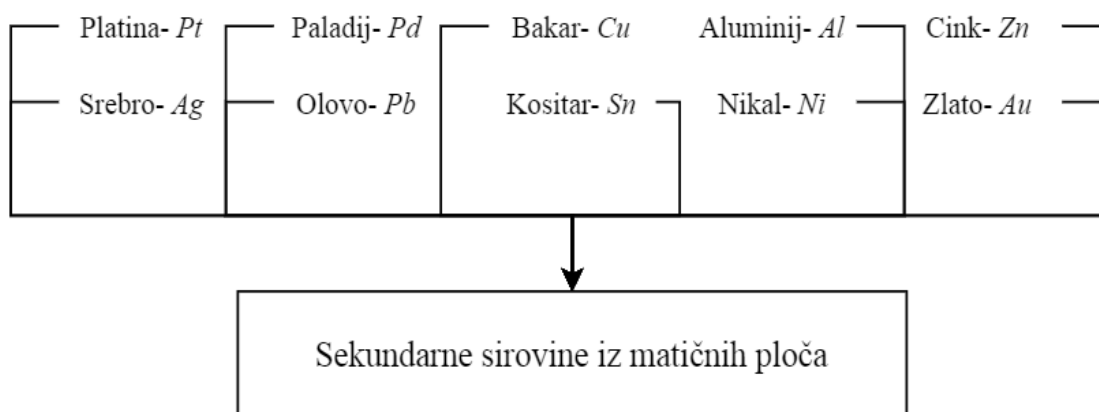 Platina- Pt Paladij- Pd Bakar- Cu Aluminij- Al Cink- Zn
Srebro- Ag Olovo- Pb Kositar- Sn Nikal- Ni Zlato- Au
Sekundarne sirovine iz matičnih ploča